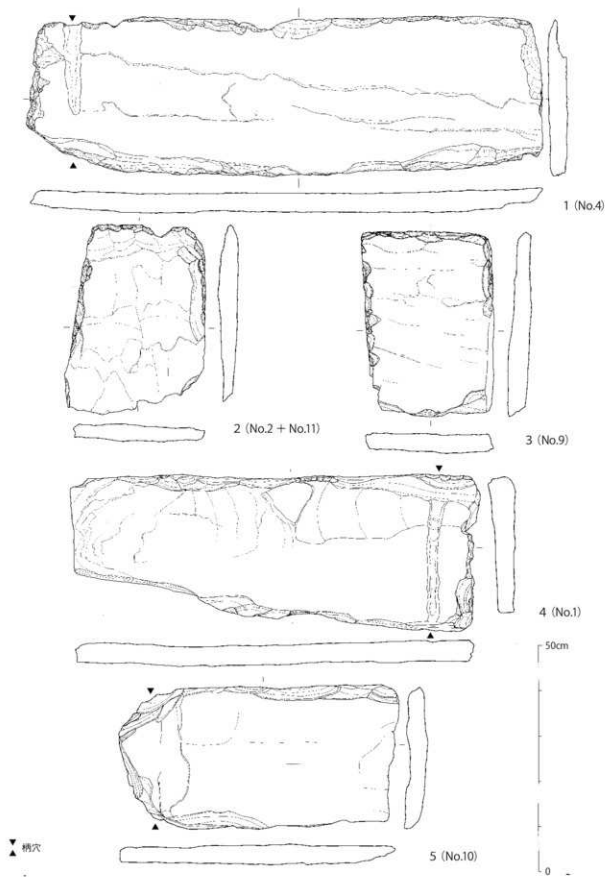 1 (No.4)
2 (No.2 + No.11)
3 (No.9)
4 (No.1)
50cm
▼
▲ 柄穴
5 (No.10)
0